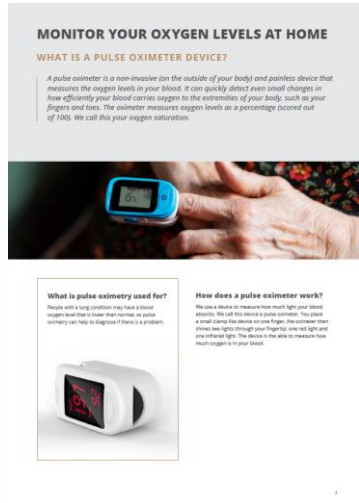 MONITOR YOUR OXYGEN LEVELS AT HOME
WHAT IS A PULSE OXIMETER DEVICE?
A pulse oximeter is a non-invasive (on the outside of your body) and painless device that
measures the oxygen levels in your blood. It can quickly detect even small changes in
how efficiently your blood carries oxygen to the extremities of your body, such as your
fingers and toes. The oximeter measures oxygen levels as a percentage (scored out
of 100). We call this your oxygen saturation.
What is pulse oximetry used for?
People with a lung condition may have a blood
oxygen level that is lower than normal, so pulse
oximetry can help to diagnose if there is a problem.
How does a pulse oximeter work?
We use a device to measure how much light your blood
absorbs. We call this device a pulse oximeter. You place
a small clamp-like device on one finger, the oximeter then
shines two lights through your fingertip: one red light and
one infrared light. The device is the able to measure how
much oxygen is in your blood.